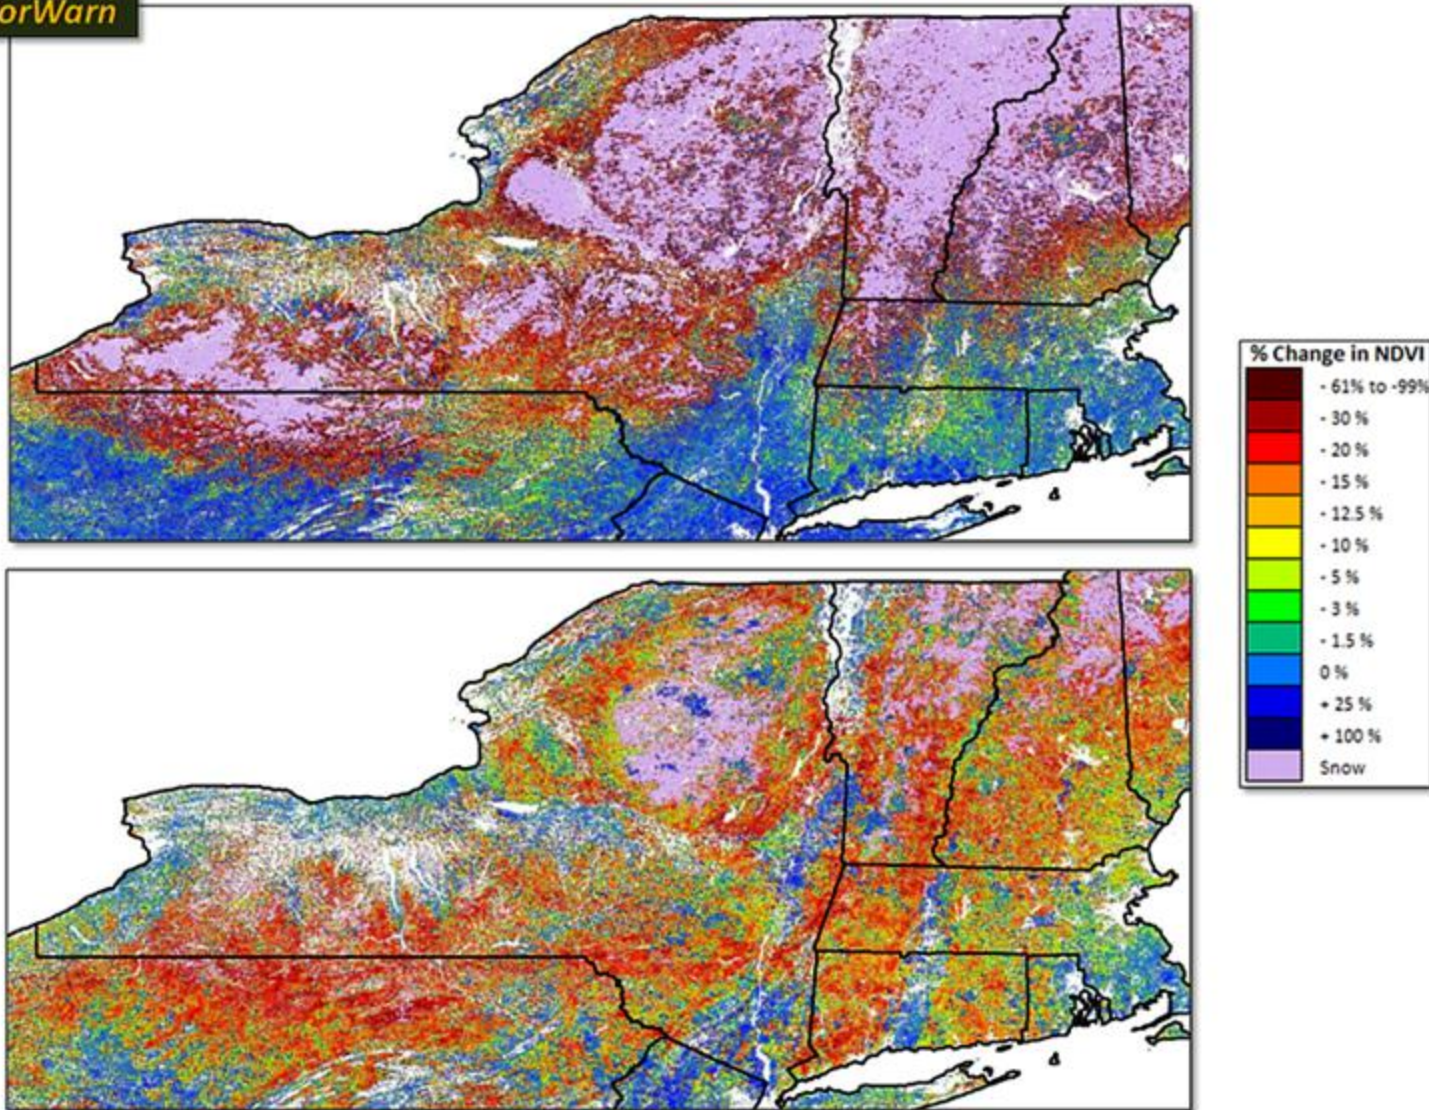 orWarn
% Change in NDVI
- 61% to -99%
- 30 %
- 20 %
- 15 %
- 12.5 %
- 10 %
- 5 %
- 3 %
- 1.5 %
0 %
+ 25 %
+ 100 %
Snow